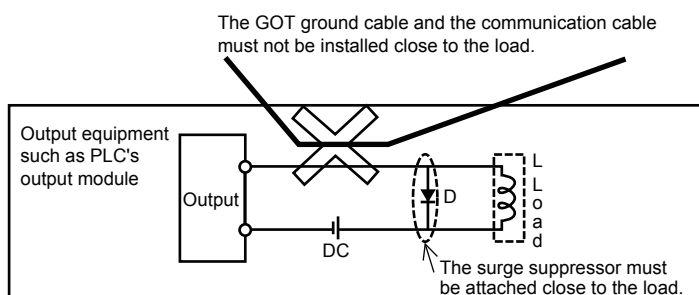 The GOT ground cable and the communication cable
must not be installed close to the load.
Output equipment
such as PLC's
output module
Output
D
DC
L
Load
The surge suppressor must
be attached close to the load.